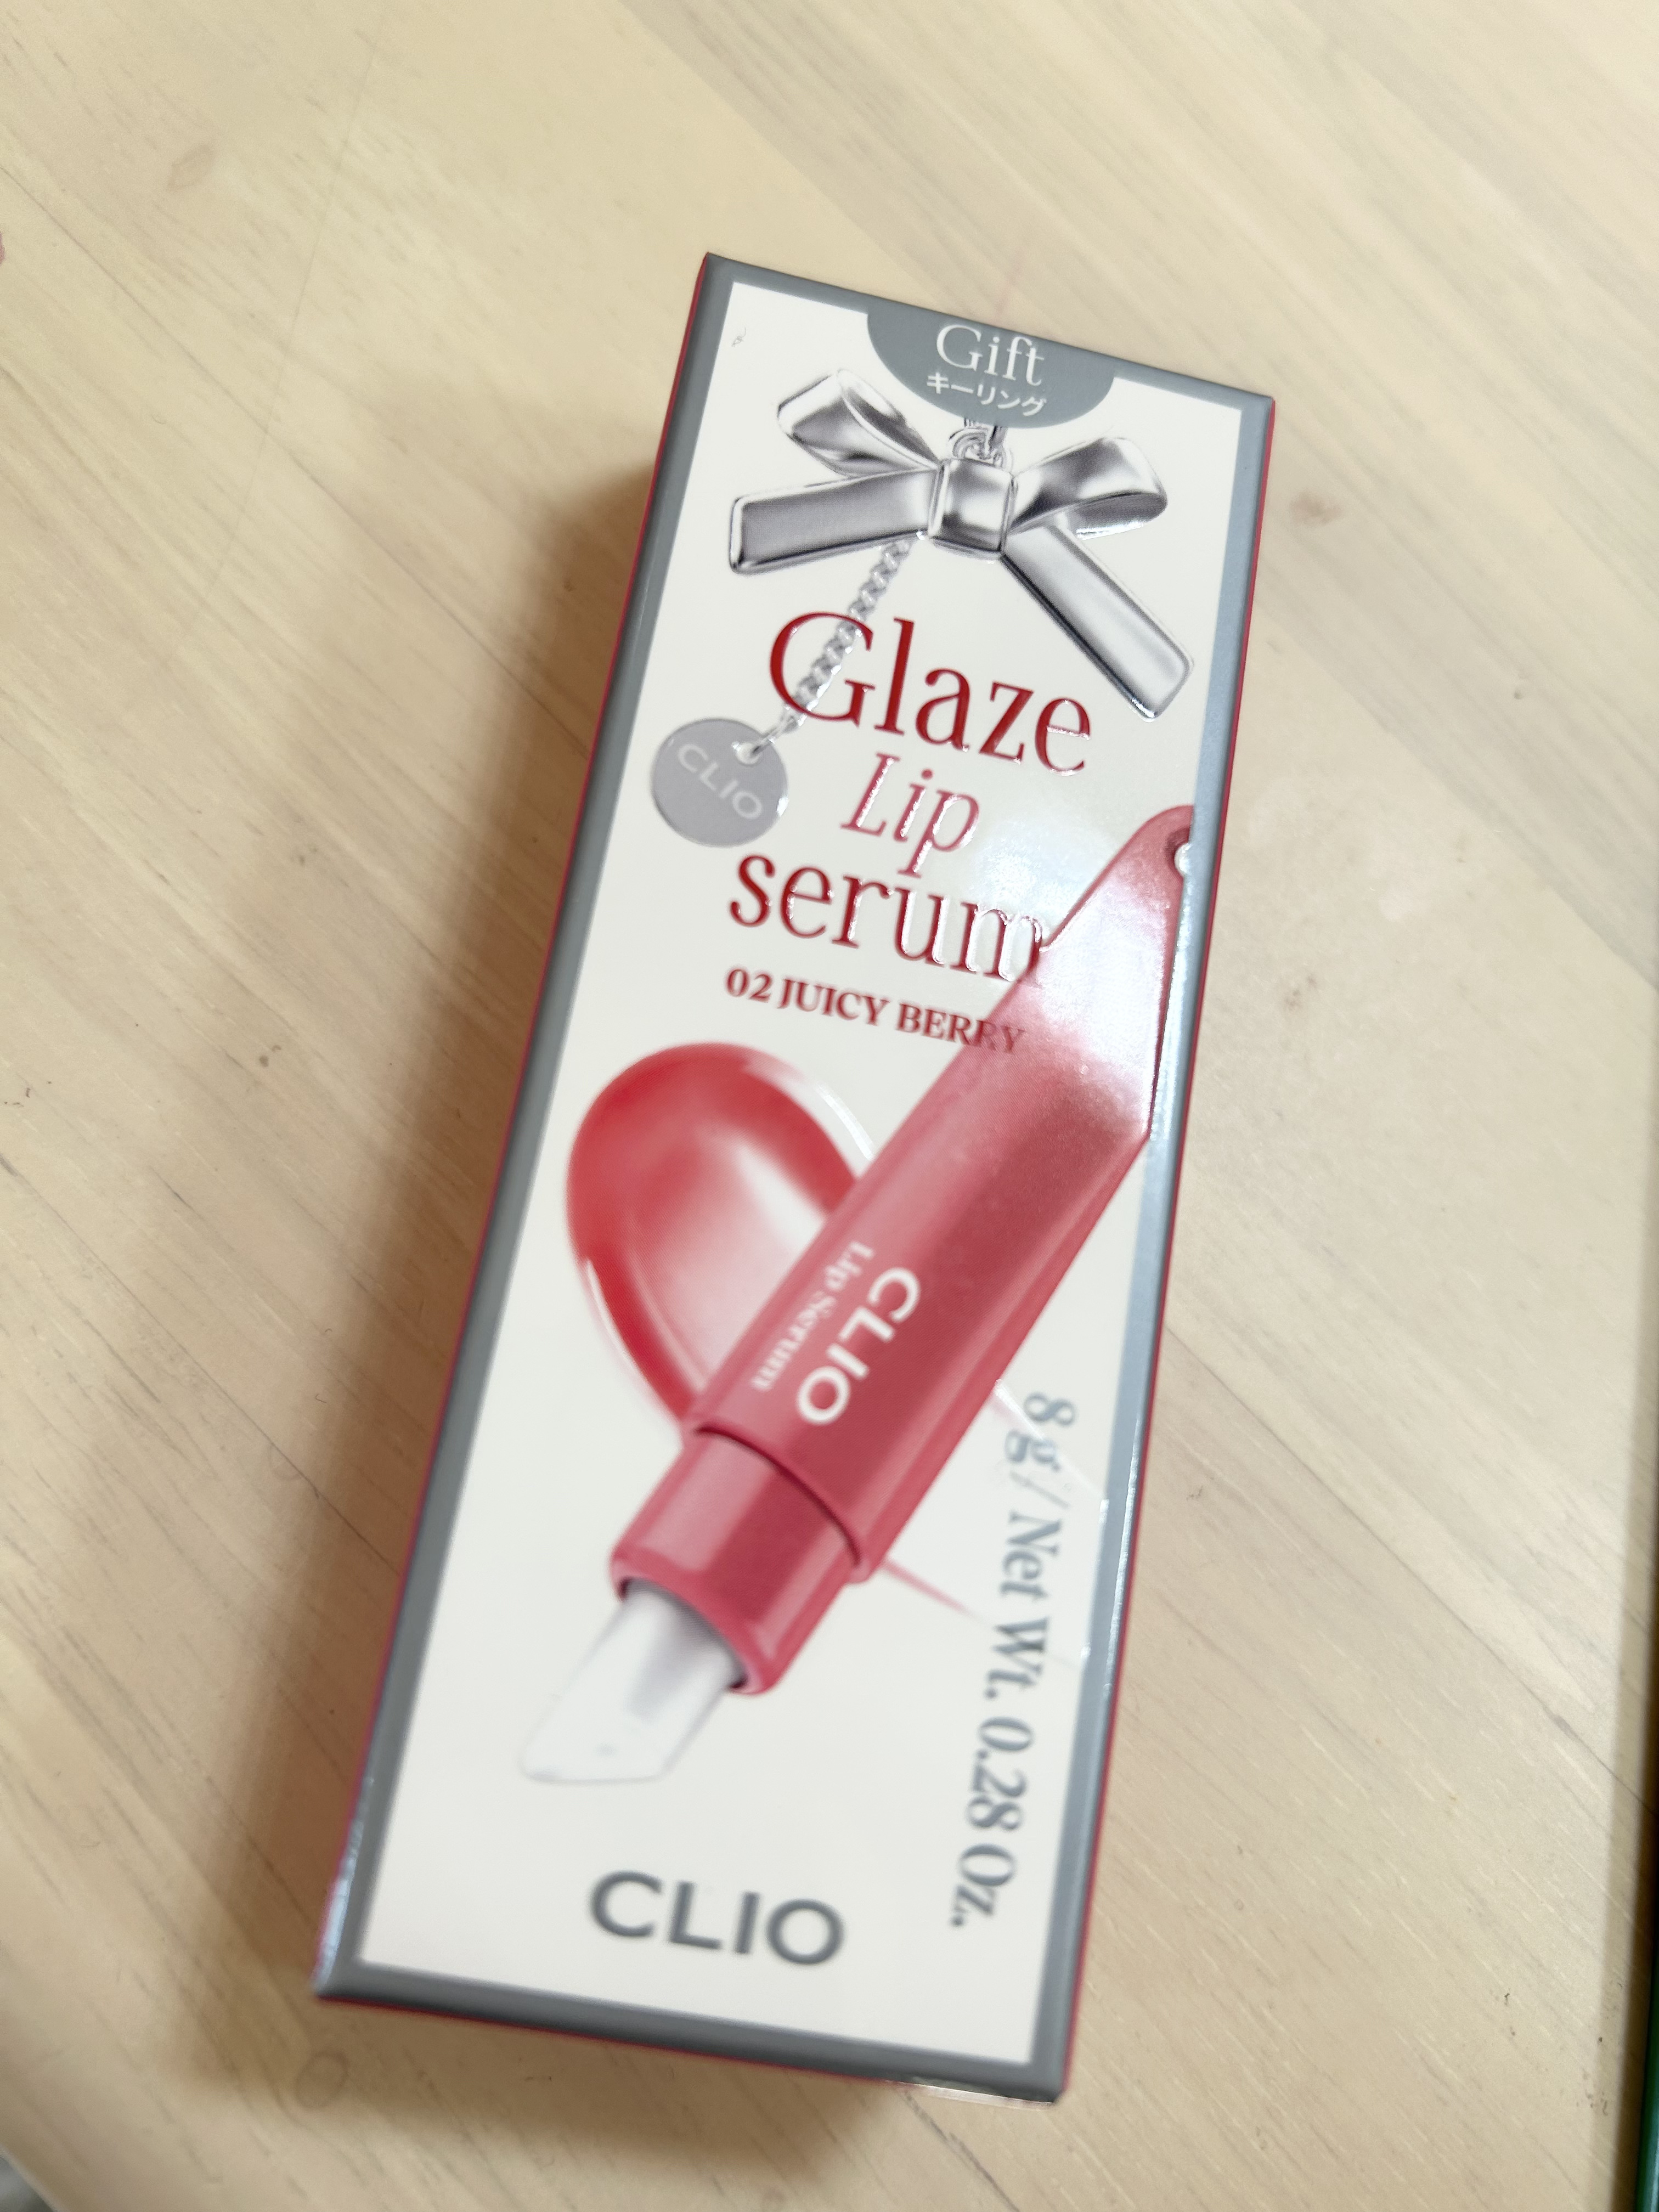 Gift
キーリング
CLIO
Glaze
Lip
serum
02 JUICY BERRY
CLIO
Lip Serum
8 g / Net Wt. 0.28 Oz.
CLIO